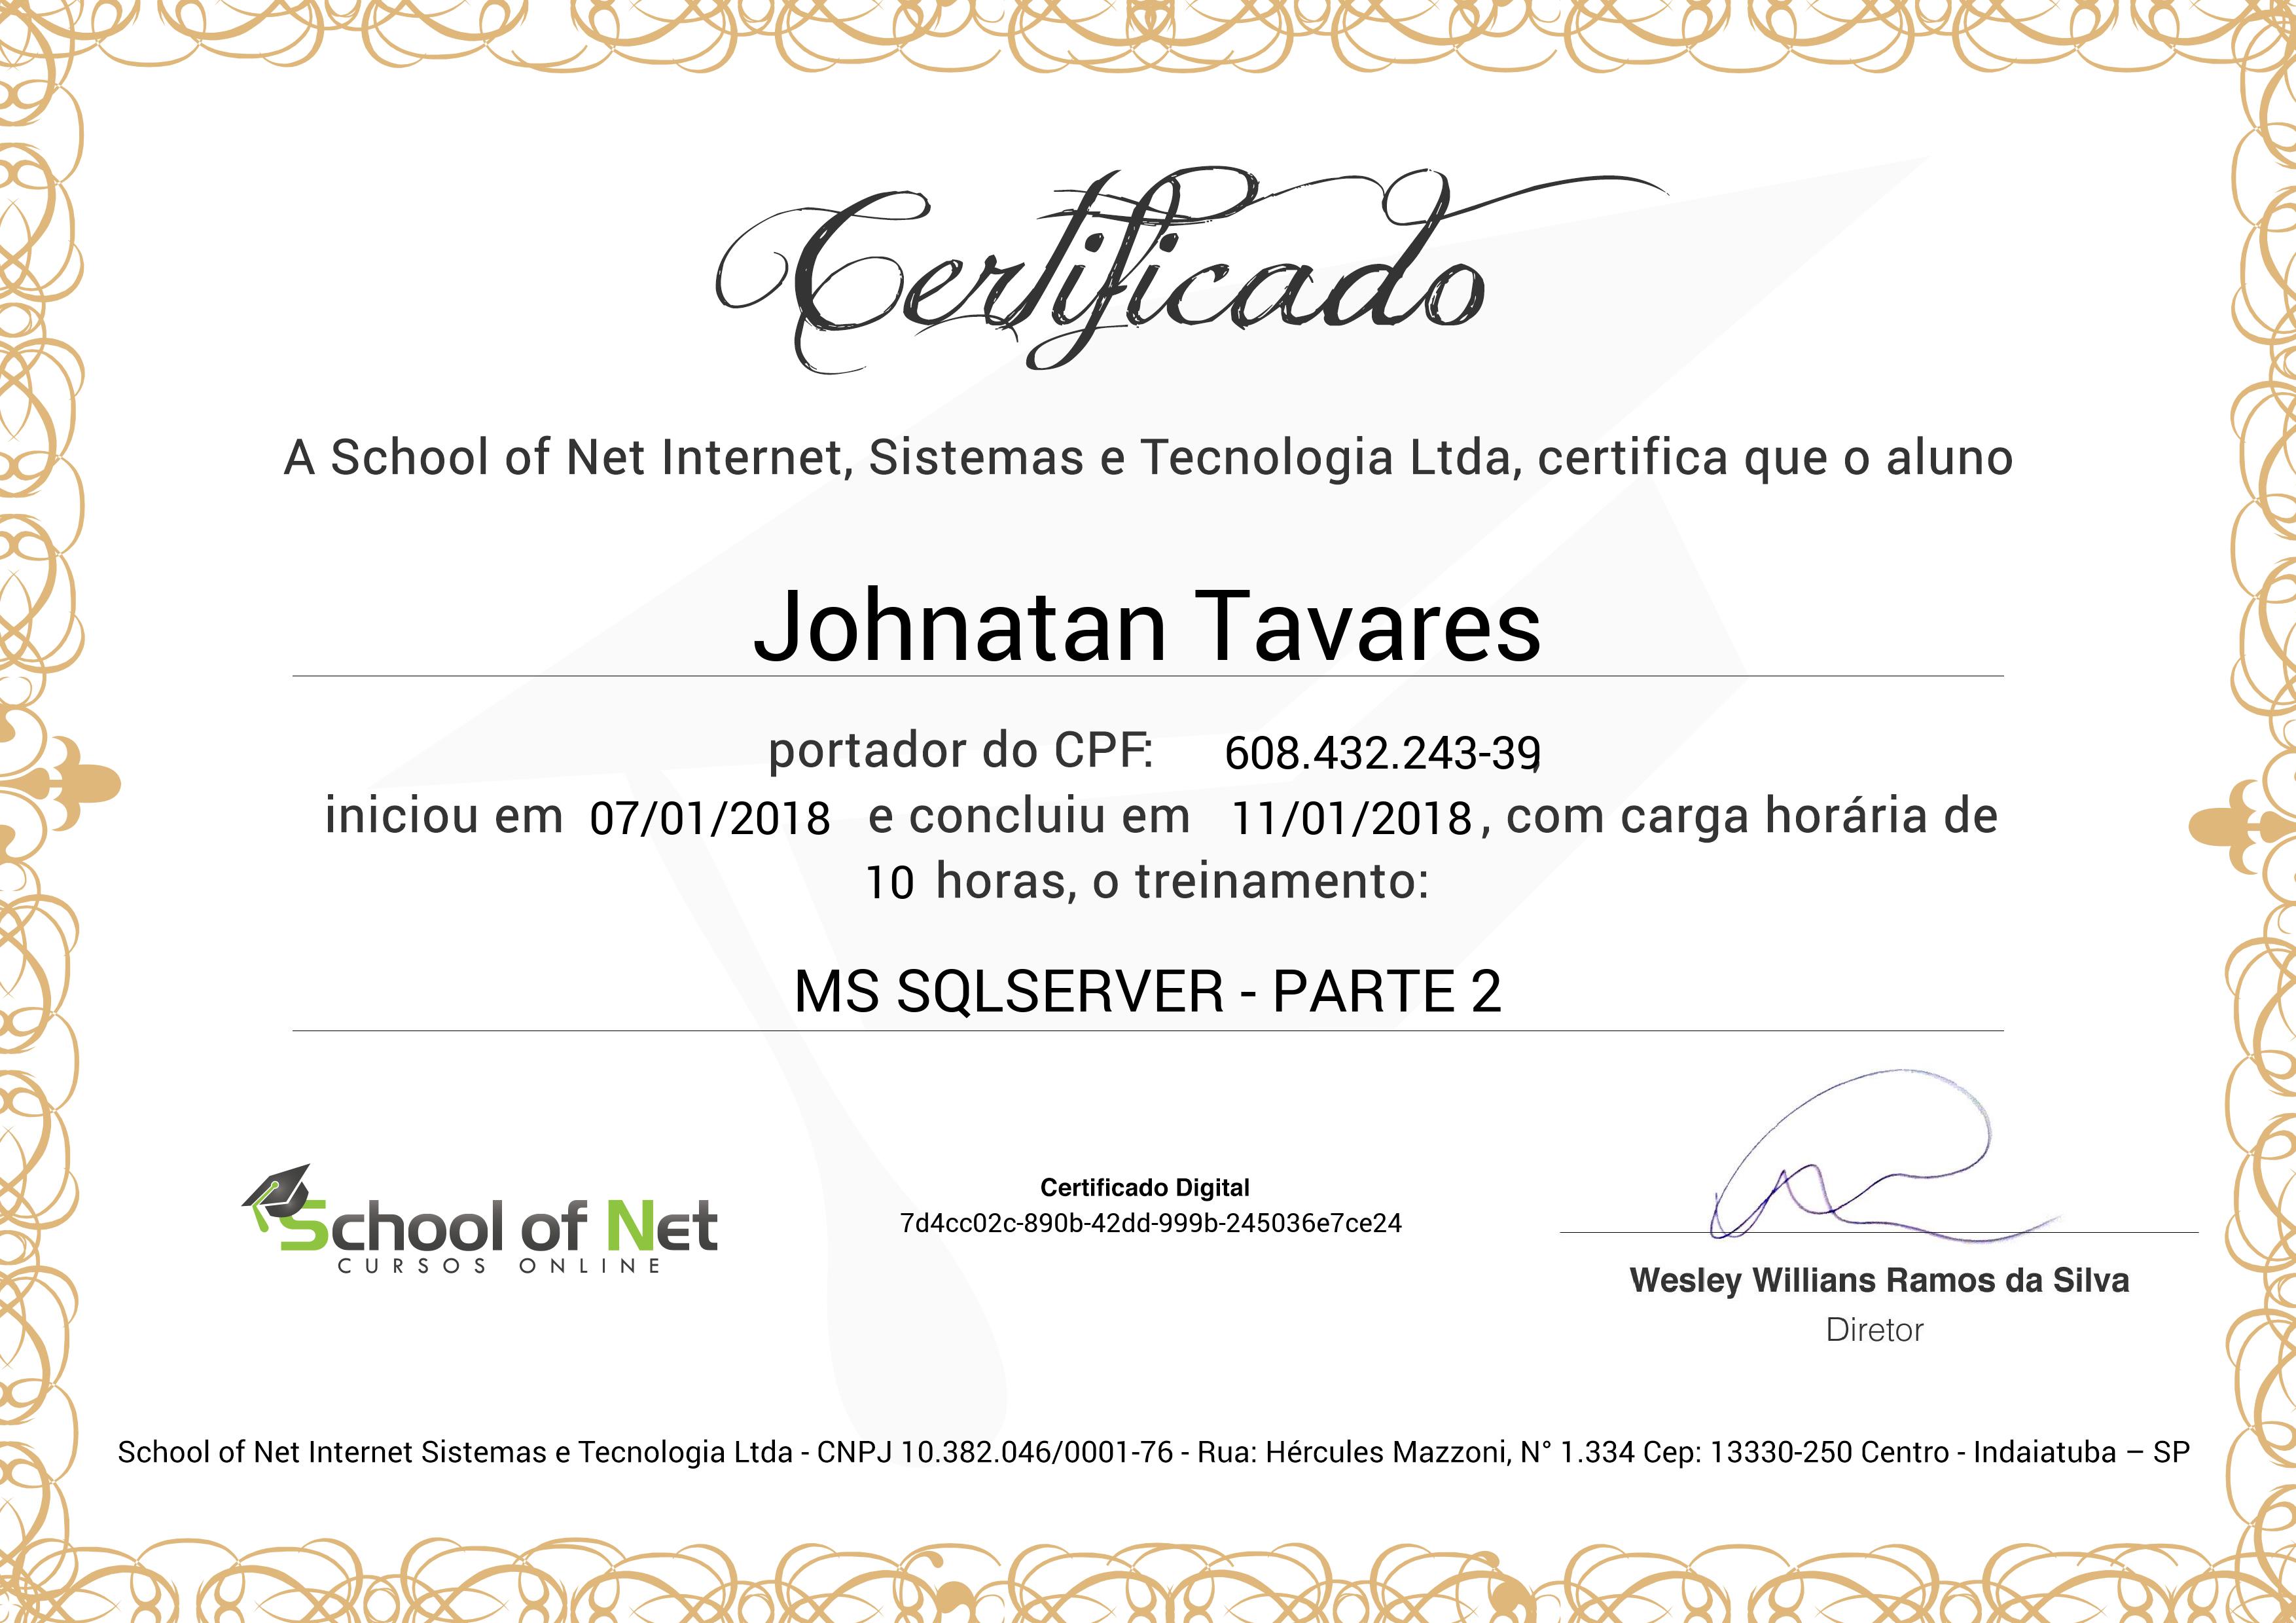 Certificado
A School of Net Internet, Sistemas e Tecnologia Ltda, certifica que o aluno
Johnatan Tavares
portador do CPF: 608.432.243-39,
iniciou em 07/01/2018 e concluiu em 11/01/2018, com carga horária de
10 horas, o treinamento:
MS SQLSERVER - PARTE 2
School of Net
CURSOS ONLINE
Certificado Digital
7d4cc02c-890b-42dd-999b-245036e7ce24
Wesley Willians Ramos da Silva
Diretor
School of Net Internet Sistemas e Tecnologia Ltda - CNPJ 10.382.046/0001-76 - Rua: Hércules Mazzoni, N° 1.334 Cep: 13330-250 Centro - Indaiatuba – SP